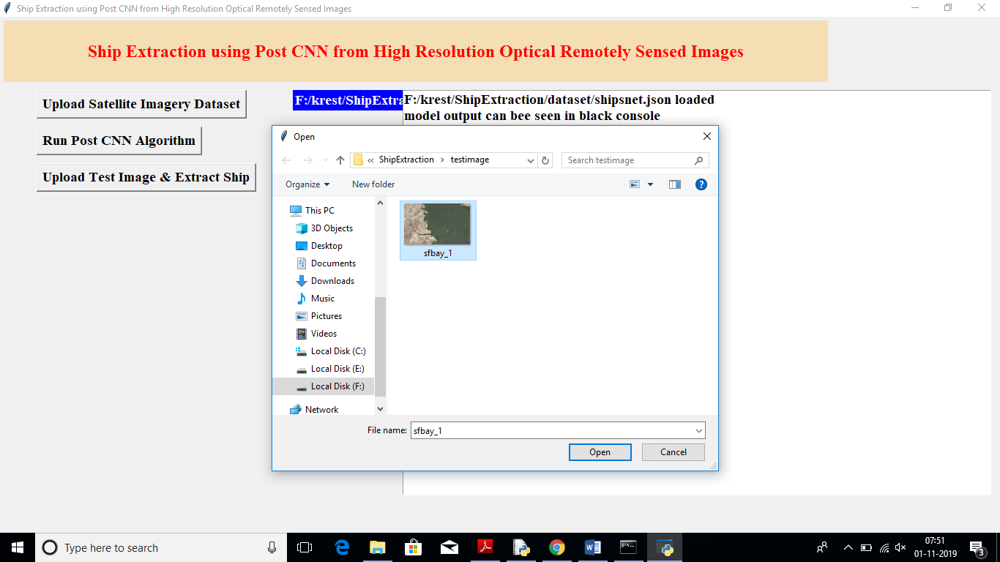 Ship Extraction using Post CNN from High Resolution Optical Remotely Sensed Images
Ship Extraction using Post CNN from High Resolution Optical Remotely Sensed Images
Upload Satellite Imagery Dataset
F:/krest/ShipExtra
F:/krest/ShipExtraction/dataset/shipsnet.json loaded
model output can bee seen in black console
Run Post CNN Algorithm
Upload Test Image & Extract Ship
Open
« ShipExtraction › testimage
Search testimage
Organize
New folder
?
This PC
3D Objects
Desktop
Documents
Downloads
Music
Pictures
Videos
Local Disk (C:)
Local Disk (E:)
Local Disk (F:)
Network
sfbay_1
File name:
sfbay_1
Open
Cancel
Type here to search
07:51
01-11-2019
3